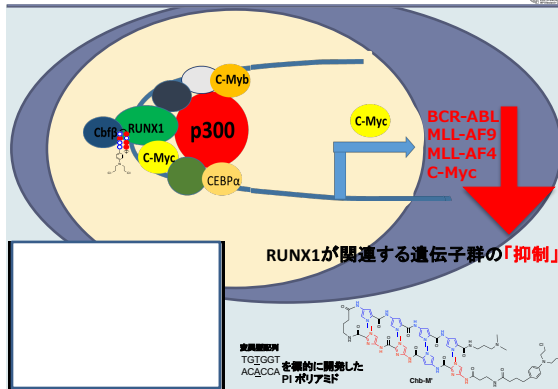 C-Myb
Cbfβ
RUNX1
p300
C-Myc
CEBPα
C-Myc
BCR-ABL
MLL-AF9
MLL-AF4
C-Myc
RUNX1が関連する遺伝子群の「抑制」
TGTGGT
ACACCA
を標的に開発した
PI ポリアミド
Chb-M'